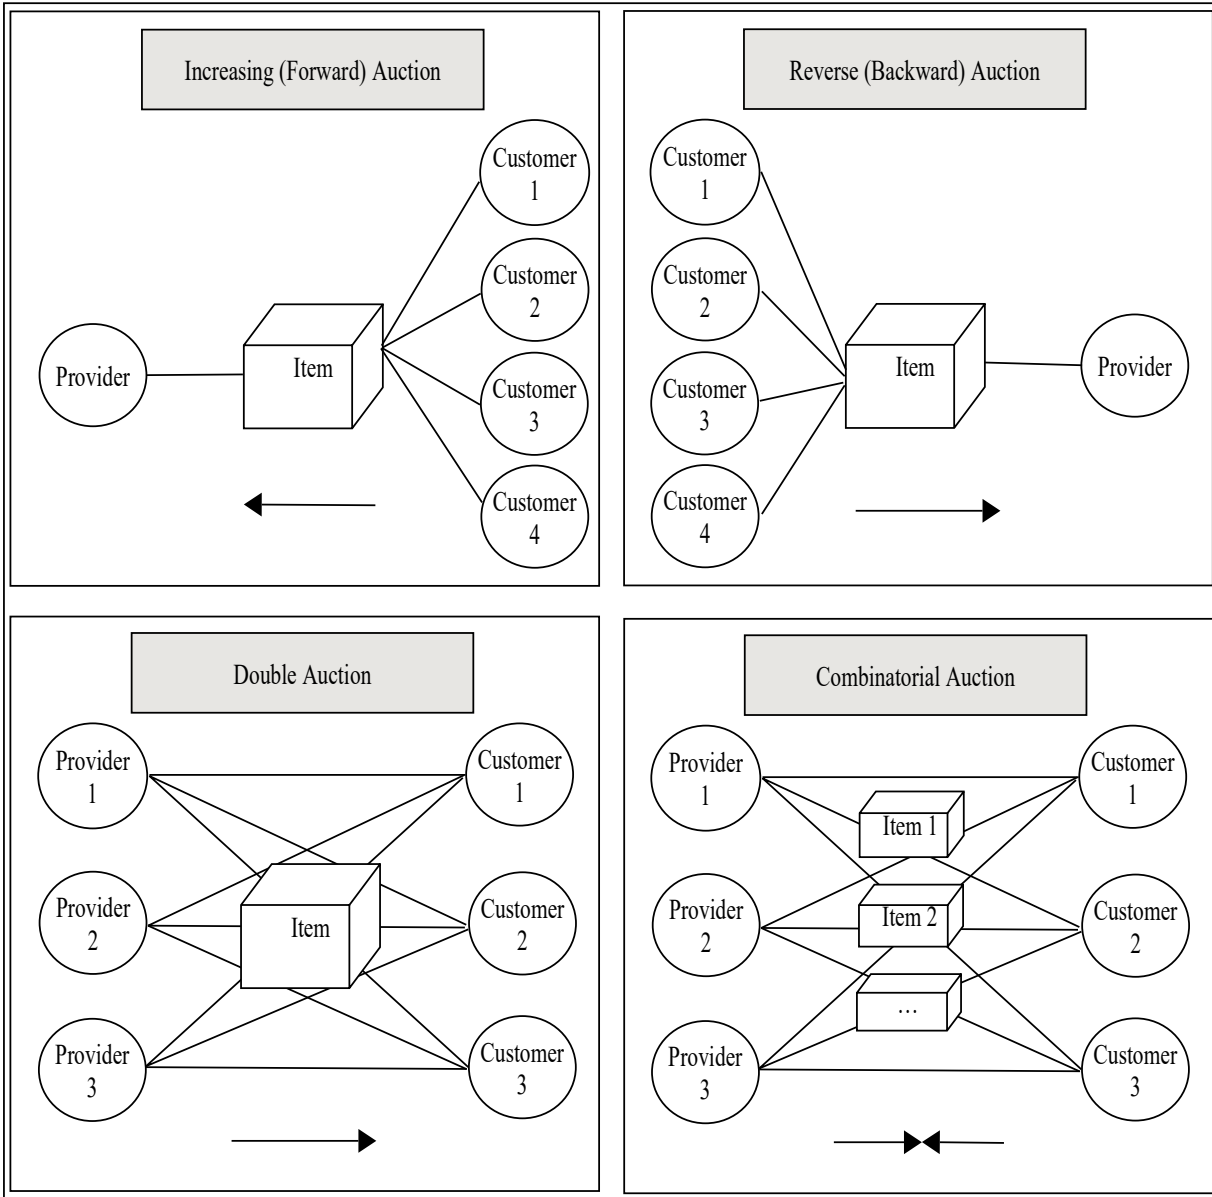 Increasing (Forward) Auction
Customer
1
Customer
2
Provider
Item
Customer
3
Customer
4
Reverse (Backward) Auction
Customer
1
Customer
2
Customer
3
Customer
4
Item
Provider
Double Auction
Provider
1
Customer
1
Provider
2
Item
Customer
2
Provider
3
Customer
3
Combinatorial Auction
Provider
1
Item 1
Customer
1
Provider
2
Item 2
Customer
2
...
Provider
3
Customer
3